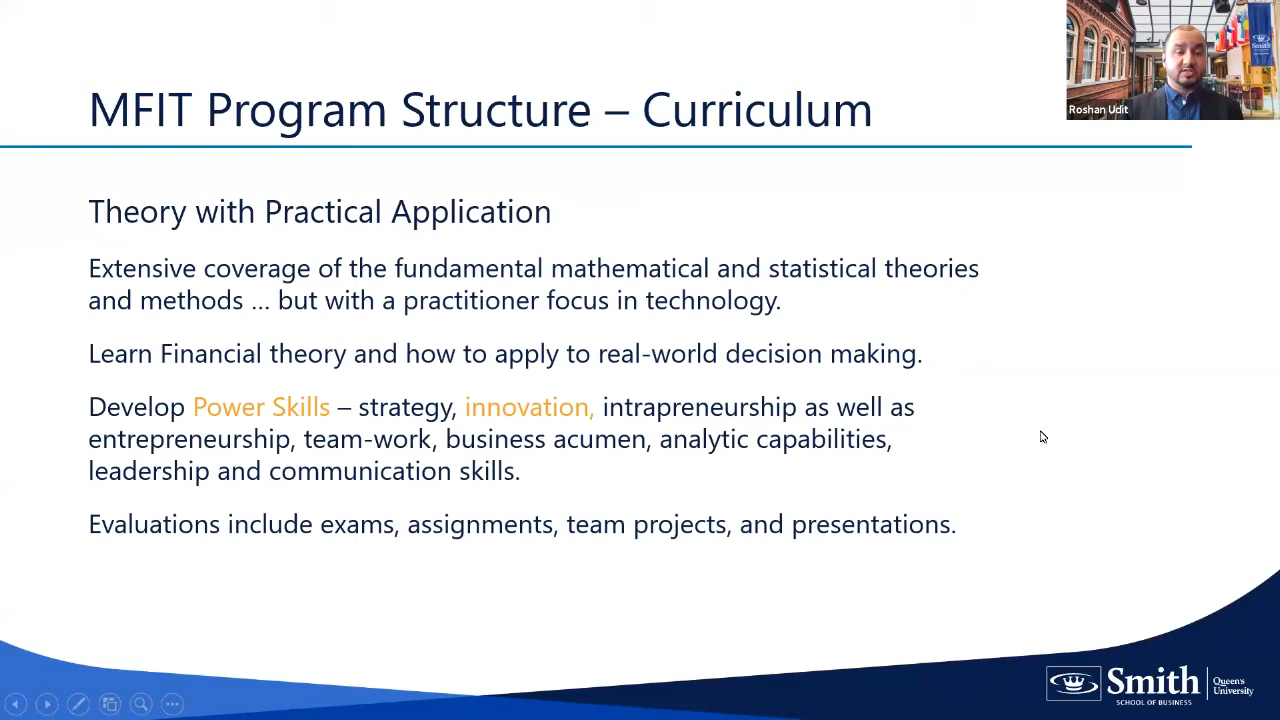 MFIT Program Structure – Curriculum
Roshan Udit
Smith
Theory with Practical Application
Extensive coverage of the fundamental mathematical and statistical theories
and methods ... but with a practitioner focus in technology.
Learn Financial theory and how to apply to real-world decision making.
Develop Power Skills – strategy, innovation, intrapreneurship as well as
entrepreneurship, team-work, business acumen, analytic capabilities,
leadership and communication skills.
Evaluations include exams, assignments, team projects, and presentations.
Smith
SCHOOL OF BUSINESS
Queen's
University